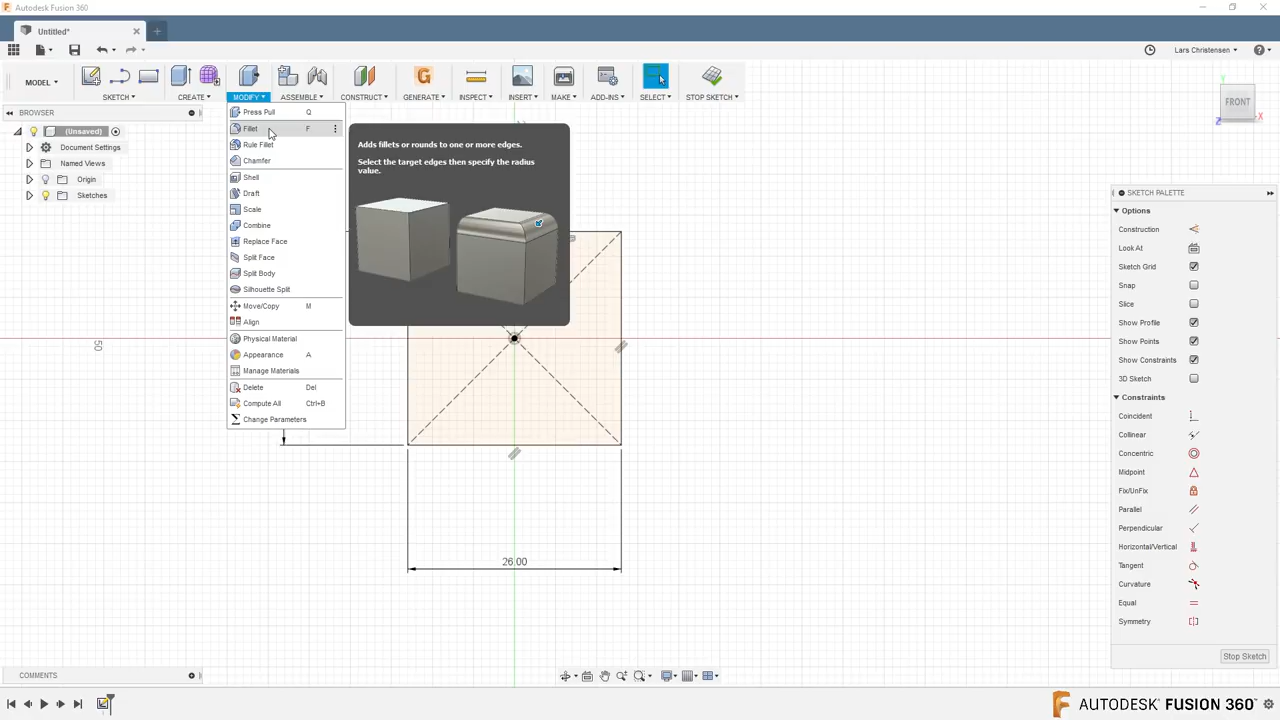 Autodesk Fusion 360
Untitled*
Lars Christensen
MODEL
SKETCH
CREATE
MODIFY
ASSEMBLE
CONSTRUCT
GENERATE
INSPECT
INSERT
MAKE
ADD-INS
SELECT
STOP SKETCH
BROWSER
(Unsaved)
Document Settings
Named Views
Origin
Sketches
Press Pull Q
Fillet F
Rule Fillet
Chamfer
Shell
Draft
Scale
Combine
Replace Face
Split Face
Split Body
Silhouette Split
Move/Copy M
Align
Physical Material
Appearance A
Manage Materials
Delete Del
Compute All Ctrl+B
Change Parameters
Adds fillets or rounds to one or more edges.
Select the target edges then specify the radius
value.
50
26.00
Y
FRONT
X
Z
SKETCH PALETTE
Options
Construction
Look At
Sketch Grid
Snap
Slice
Show Profile
Show Points
Show Constraints
3D Sketch
Constraints
Coincident
Collinear
Concentric
Midpoint
Fix/UnFix
Parallel
Perpendicular
Horizontal/Vertical
Tangent
Curvature
Equal
Symmetry
Stop Sketch
COMMENTS
AUTODESK FUSION 360™